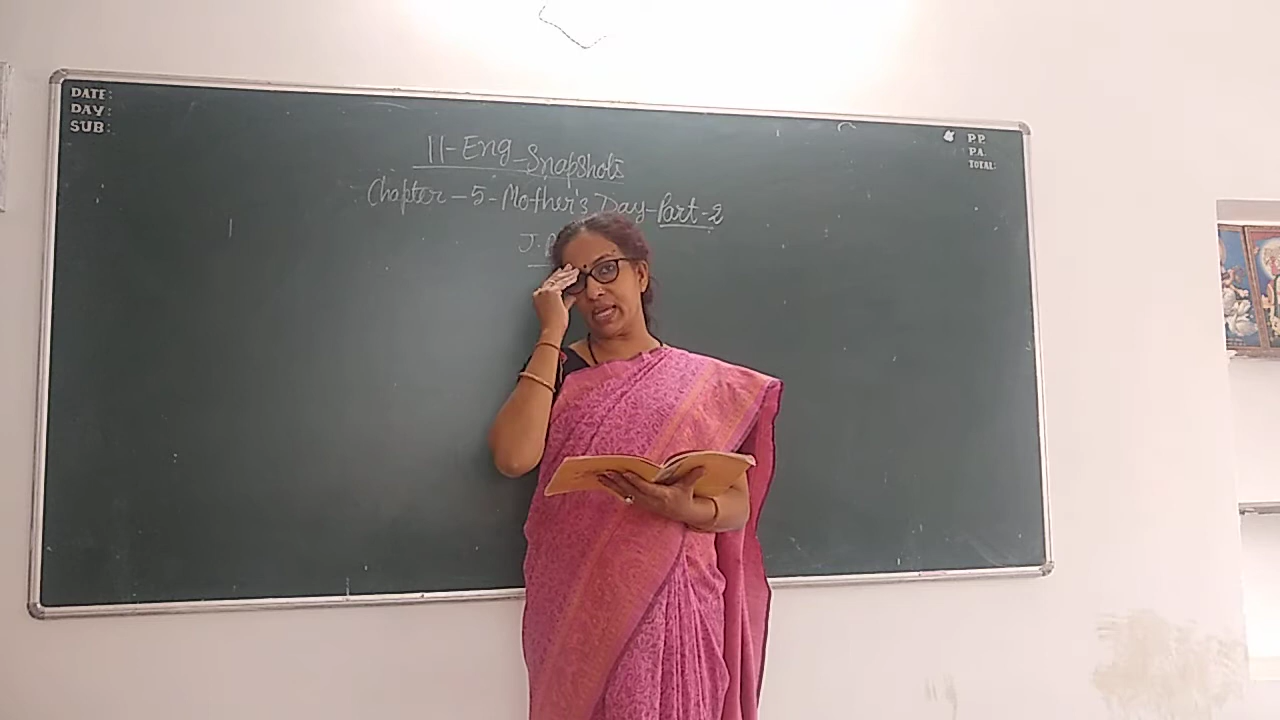 DATE:
DAY:
SUB:
P.P.
P.A.
TOTAL:
11-Eng-Snapshots
Chapter-5-Mother's Day-Part-2
J.